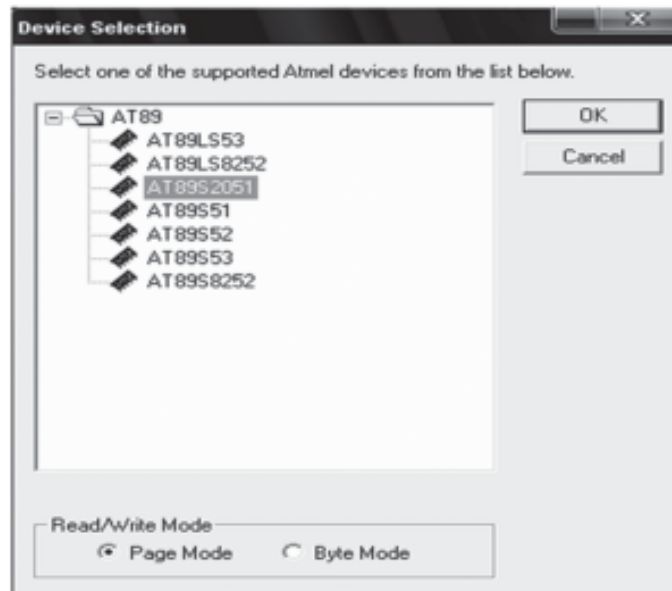 Device Selection
Select one of the supported Atmel devices from the list below.
OK
Cancel
AT89
AT89LS53
AT89LS8252
AT89S2051
AT89S51
AT89S52
AT89S53
AT89S8252
Read/Write Mode
Page Mode
Byte Mode